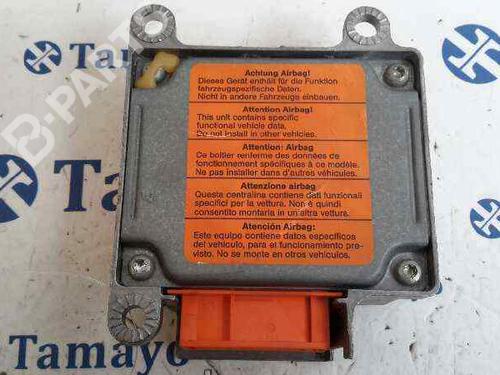 Tamayo
B-PARTS
Achtung Airbag!
Dieses Gerät enthält für die Funktion
fahrzeugspezifische Daten.
Nicht in andere Fahrzeuge einbauen.
Attention Airbag!
This unit contains specific
functional vehicle data.
Do not install in other vehicles.
Attention: Airbag
Ce boîtier renferme des données de
fonctionnement spécifiques à ce modèle.
Ne pas installer dans d'autres véhicules.
Attenzione airbag
Questa centralina contiene dati funzionali
specifici per la vettura. Non è quindi
consentito montarla in un'altra vettura.
Atención Airbag:
Este equipo contiene datos específicos
del vehículo, para el funcionamiento pre-
visto. No se monte en otros vehículos.
Tamayo